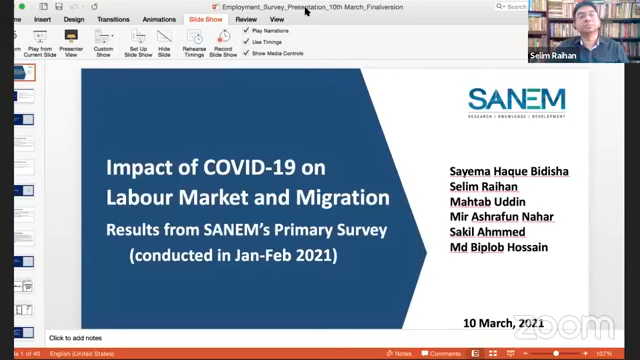 Employment_Survey_Presentation_10th March_Finalversion
Search
Insert Design Transitions Animations Slide Show Review View
Play from Current Slide
Presenter View
Custom Show
Set Up Slide Show
Hide Slide
Rehearse Timings
Record Slide Show
Play Narrations
Use Timings
Show Media Controls
Selim Raihan
SANEM
RESEARCH | KNOWLEDGE | DEVELOPMENT
Impact of COVID-19 on
Labour Market and Migration
Results from SANEM's Primary Survey
(conducted in Jan-Feb 2021)
Sayema Haque Bidisha
Selim Raihan
Mahtab Uddin
Mir Ashrafun Nahar
Sakil Ahmmed
Md Biplob Hossain
10 March, 2021
zoom
Click to add notes
1 of 40 English (United States) Notes Comments 107%